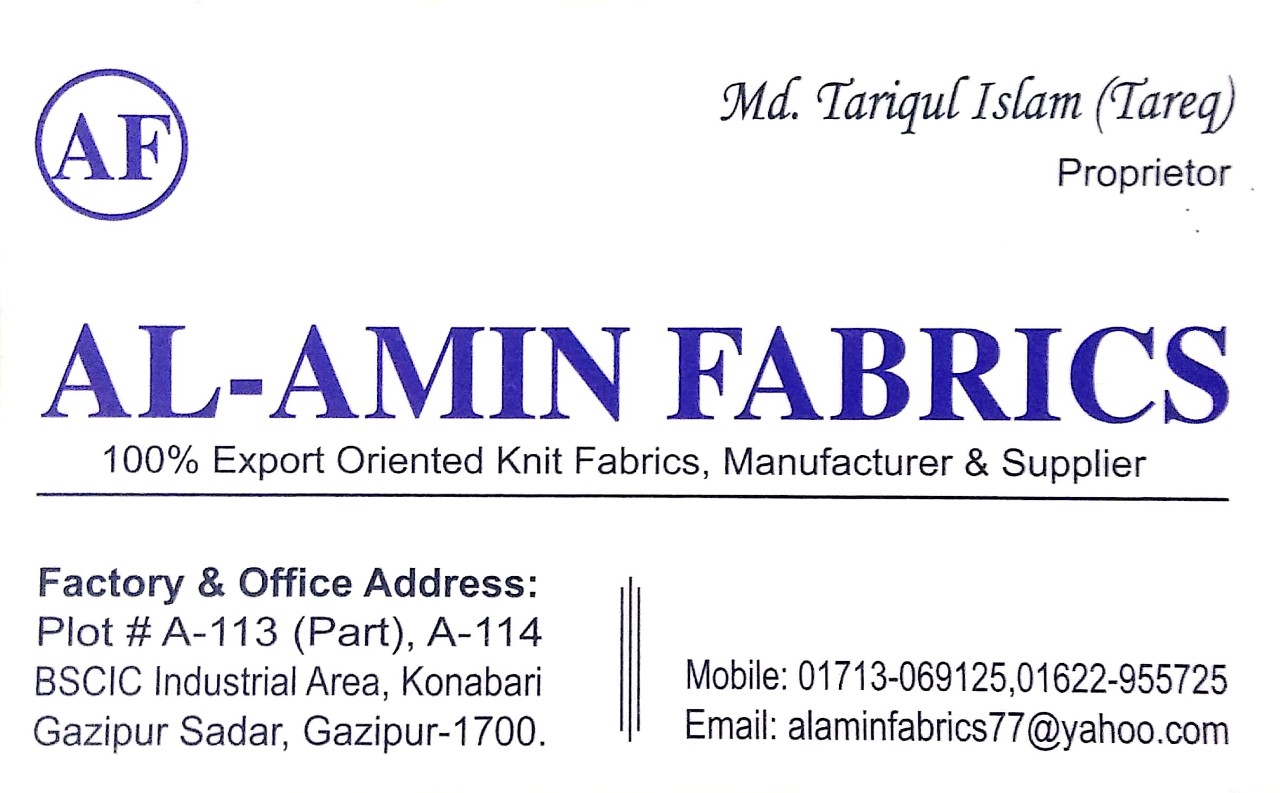 AF
Md. Tariqul Islam (Tareq)
Proprietor
AL-AMIN FABRICS
100% Export Oriented Knit Fabrics, Manufacturer & Supplier
Factory & Office Address:
Plot # A-113 (Part), A-114
BSCIC Industrial Area, Konabari
Gazipur Sadar, Gazipur-1700.
Mobile: 01713-069125,01622-955725
Email: alaminfabrics77@yahoo.com